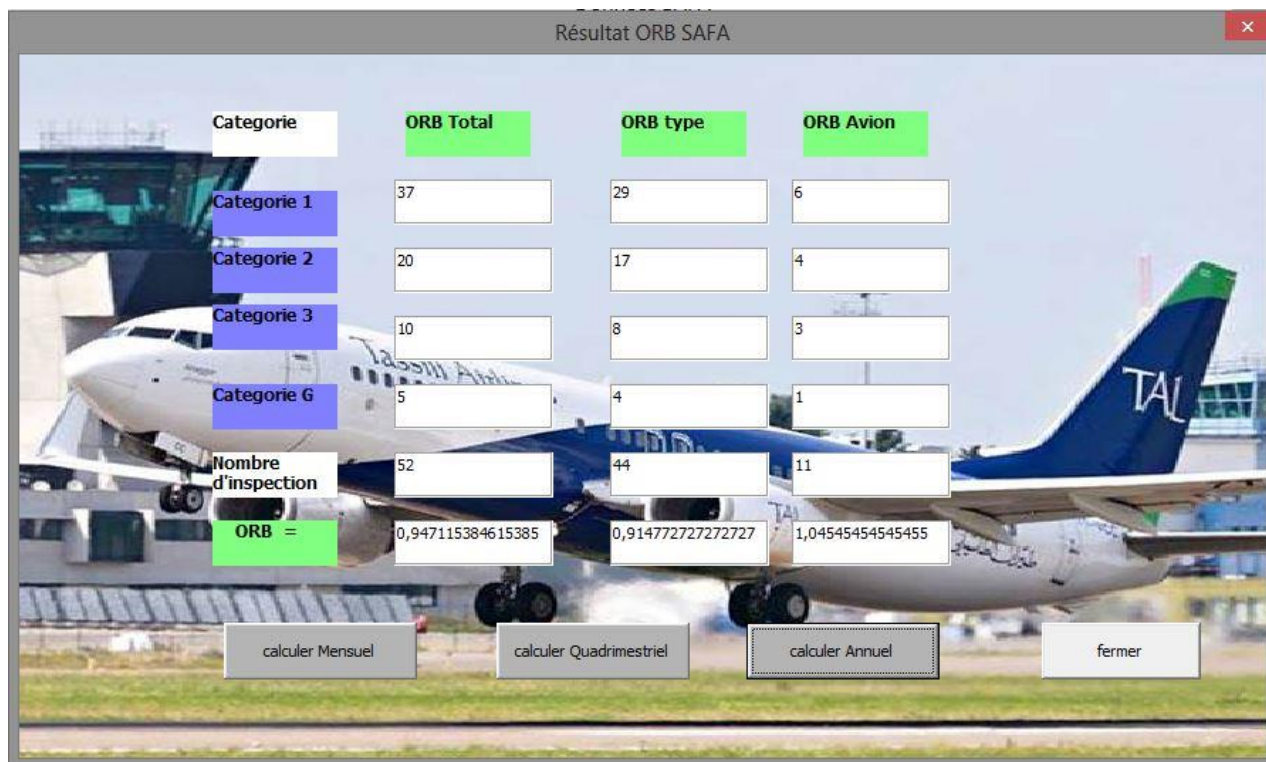 Résultat ORB SAFA
Categorie ORB Total ORB type ORB Avion
Categorie 1 37 29 6
Categorie 2 20 17 4
Categorie 3 10 8 3
Categorie G 5 4 1
Nombre
d'inspection 52 44 11
ORB = 0,947115384615385 0,914772727272727 1,04545454545455
Tassili Airlin
TAL
calculer Mensuel calculer Quadrimestriel calculer Annuel fermer